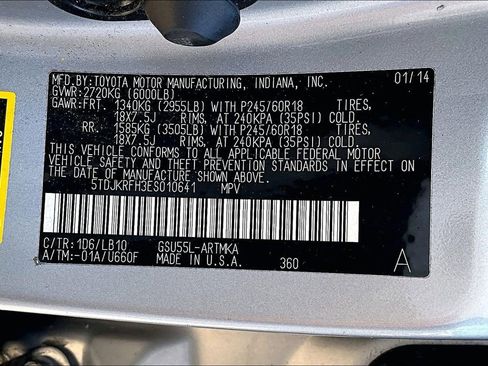 MFD.BY:TOYOTA MOTOR MANUFACTURING, INDIANA, INC. 01/14
GVWR:2720KG (6000LB)
GAWR:FRT. 1340KG (2955LB) WITH P245/60R18 TIRES,
18X7.5J RIMS, AT 240KPA (35PSI) COLD.
RR. 1585KG (3505LB) WITH P245/60R18 TIRES,
18X7.5J RIMS, AT 240KPA (35PSI) COLD.
THIS VEHICLE CONFORMS TO ALL APPLICABLE FEDERAL MOTOR
VEHICLE SAFETY AND THEFT PREVENTION STANDARDS IN EFFECT ON
THE DATE OF MANUFACTURE SHOWN ABOVE.
5TDJKRFH3ES010641 MPV
C/TR:1D6/LB10 GSU55L-ARTMKA
A/TM:-01A/U660F MADE IN U.S.A. 360 A